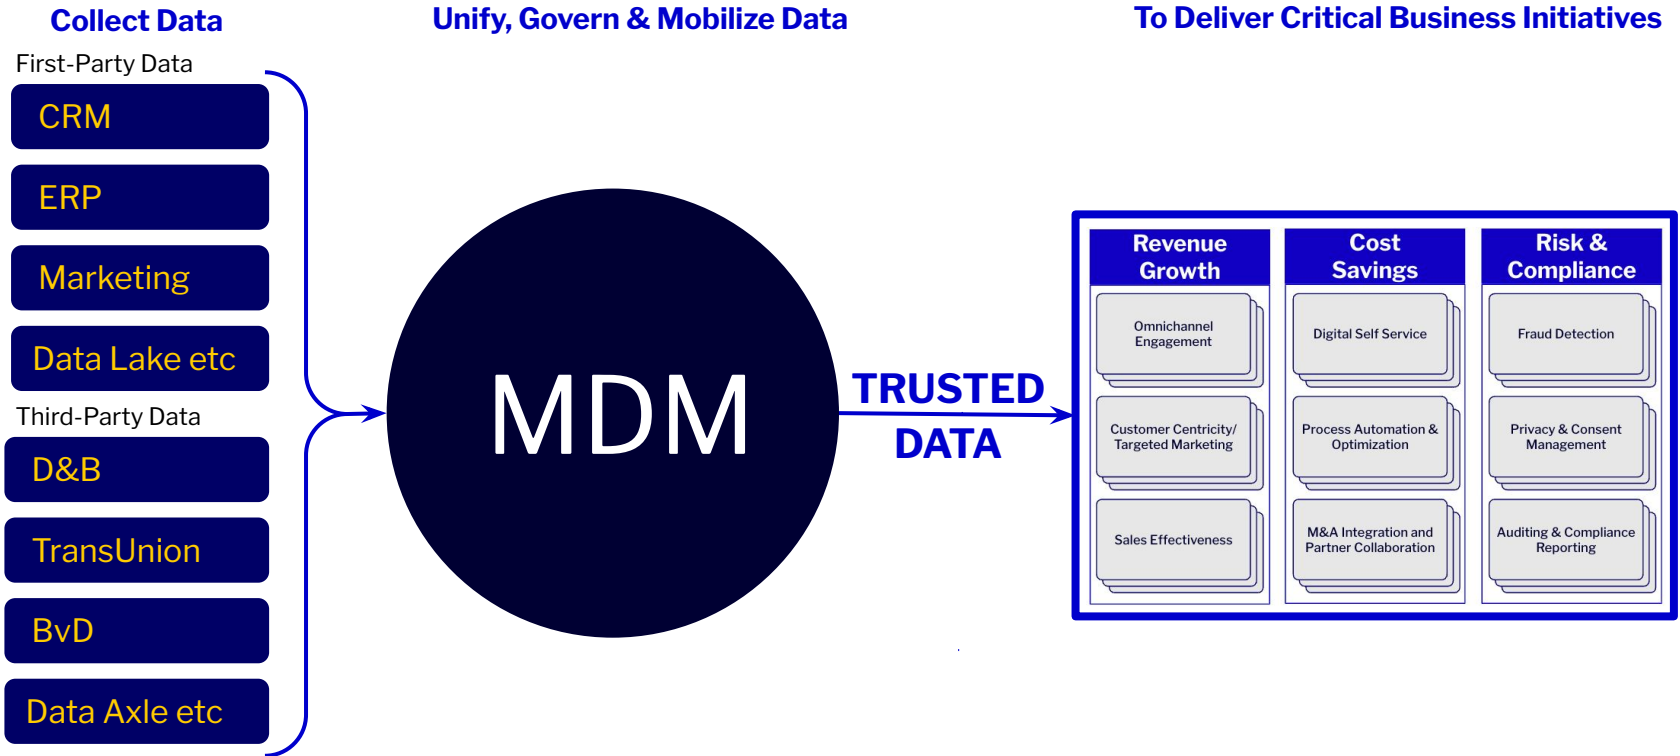 Collect Data
Unify, Govern & Mobilize Data
To Deliver Critical Business Initiatives
First-Party Data
CRM
ERP
Marketing
Data Lake etc
Third-Party Data
D&B
TransUnion
BvD
Data Axle etc
MDM
TRUSTED
DATA
Revenue
Growth
Omnichannel
Engagement
Customer Centricity/
Targeted Marketing
Sales Effectiveness
Cost
Savings
Digital Self Service
Process Automation &
Optimization
M&A Integration and
Partner Collaboration
Risk &
Compliance
Fraud Detection
Privacy & Consent
Management
Auditing & Compliance
Reporting